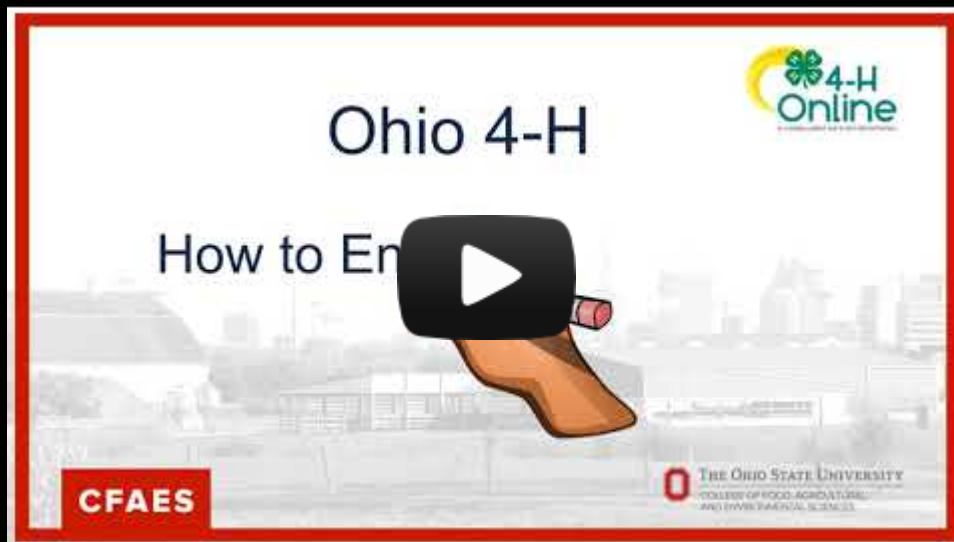 4-H
Online
Ohio 4-H
How to En
CFAES
THE OHIO STATE UNIVERSITY
COLLEGE OF FOOD, AGRICULTURAL,
AND ENVIRONMENTAL SCIENCES